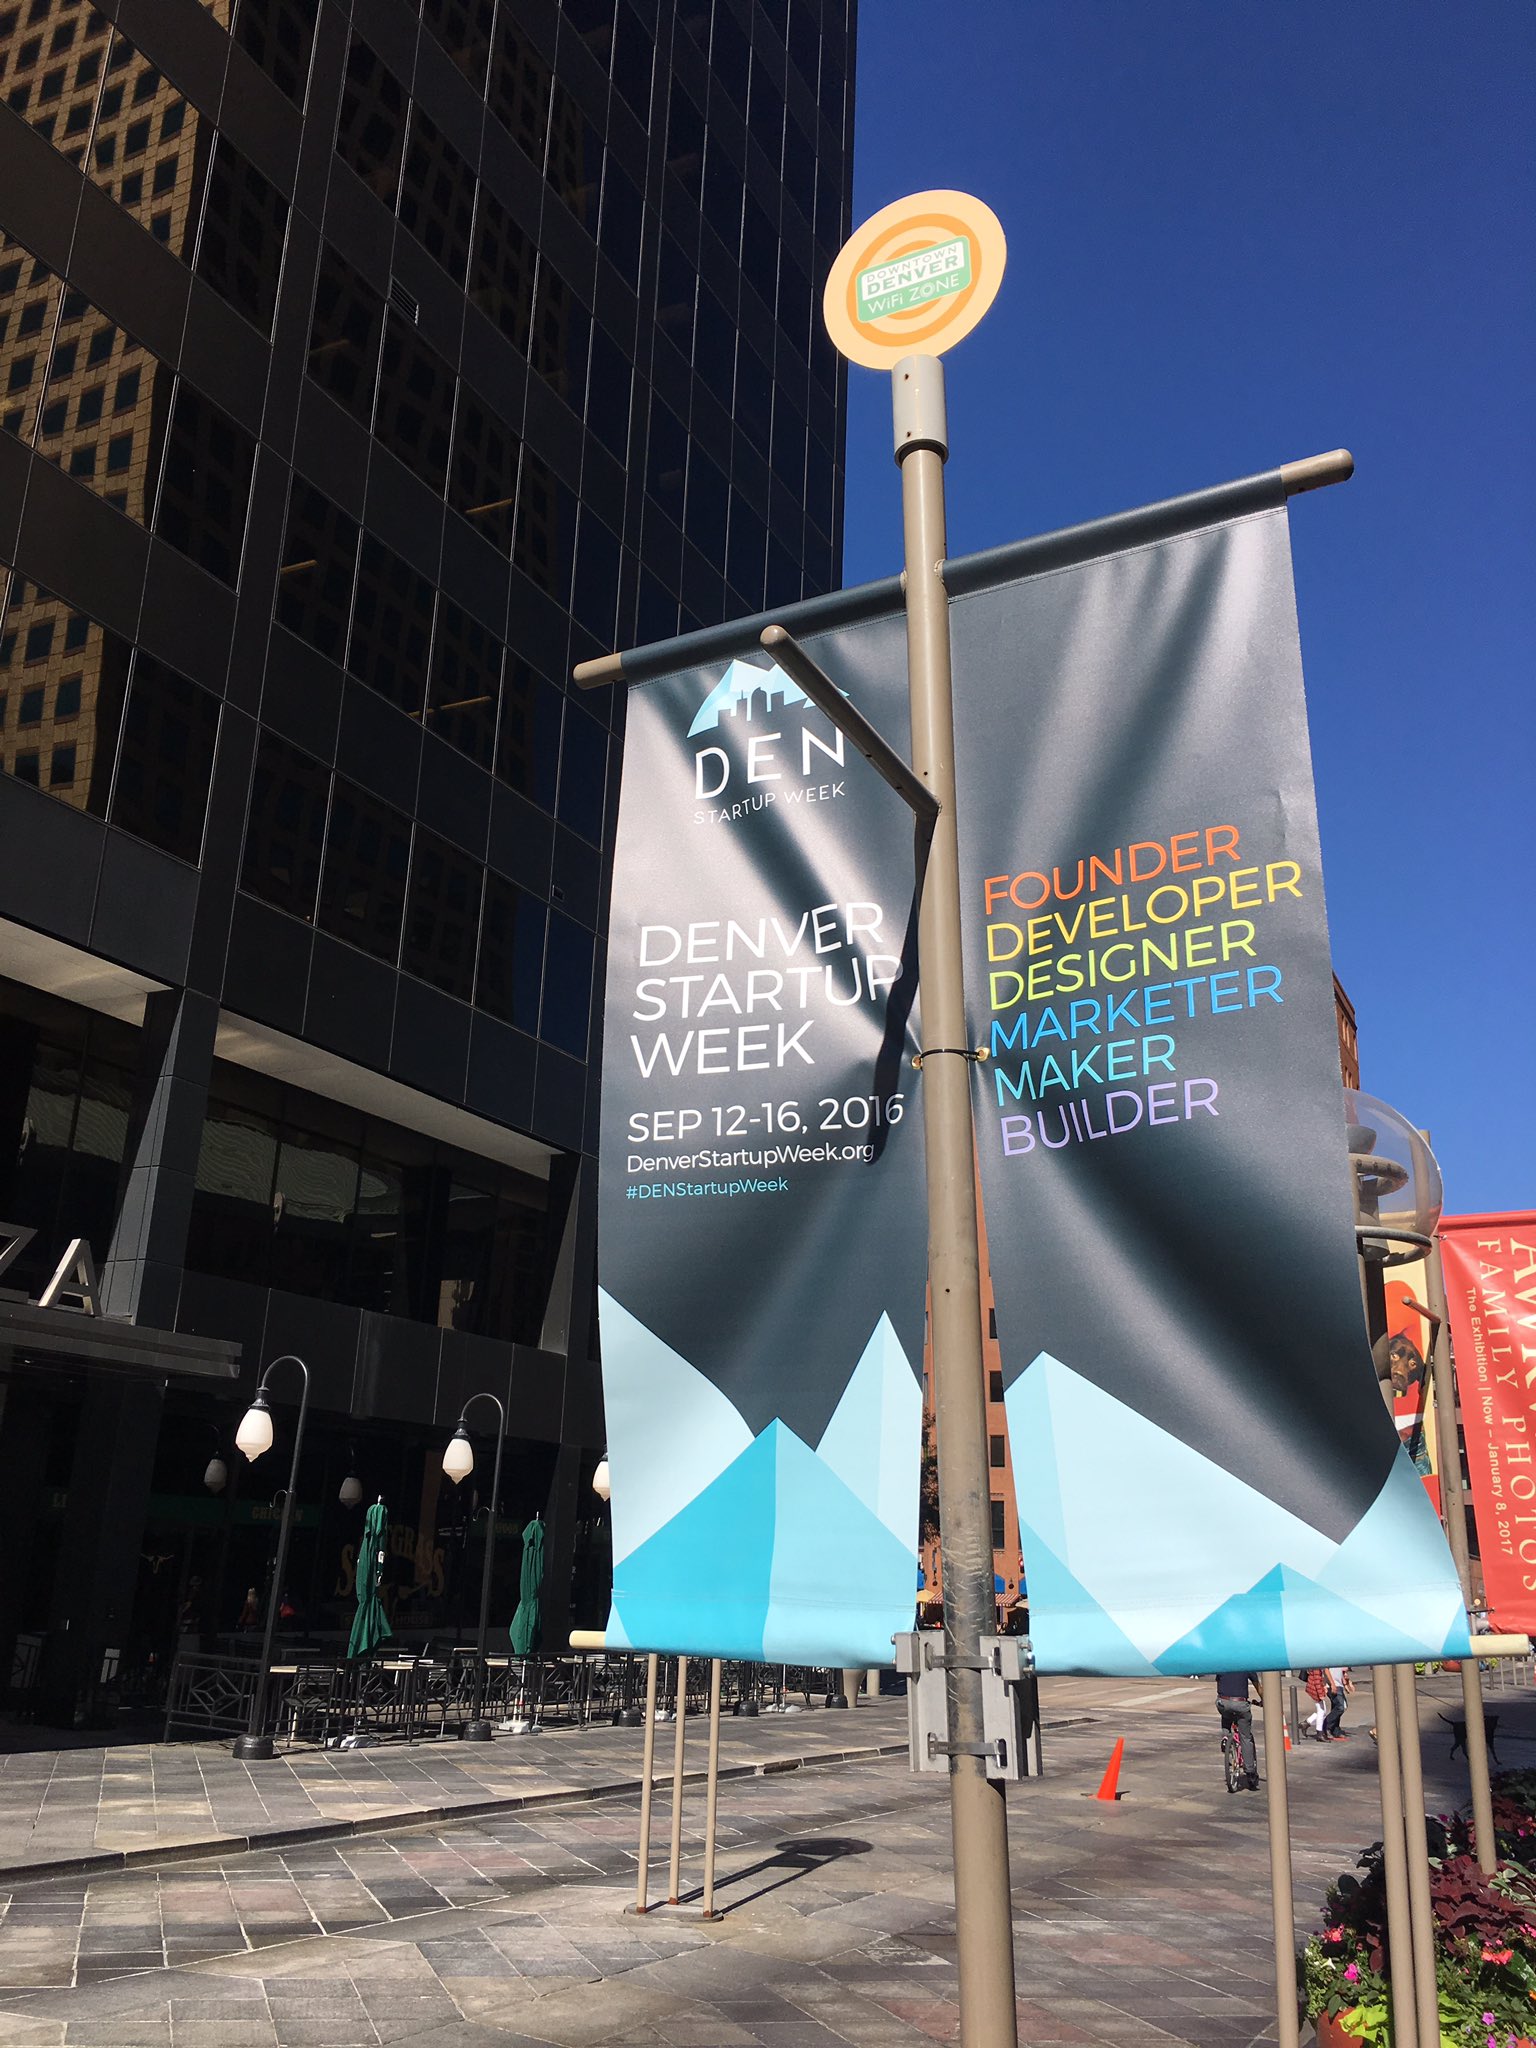 DOWNTOWN
DENVER
WiFi ZONE
DEN
STARTUP WEEK
DENVER
STARTUP
WEEK
SEP 12-16, 2016
DenverStartupWeek.org
#DENStartupWeek
FOUNDER
DEVELOPER
DESIGNER
MARKETER
MAKER
BUILDER
FAMILY PHOTOS
The Exhibition | Now – January 8, 2017
ZA